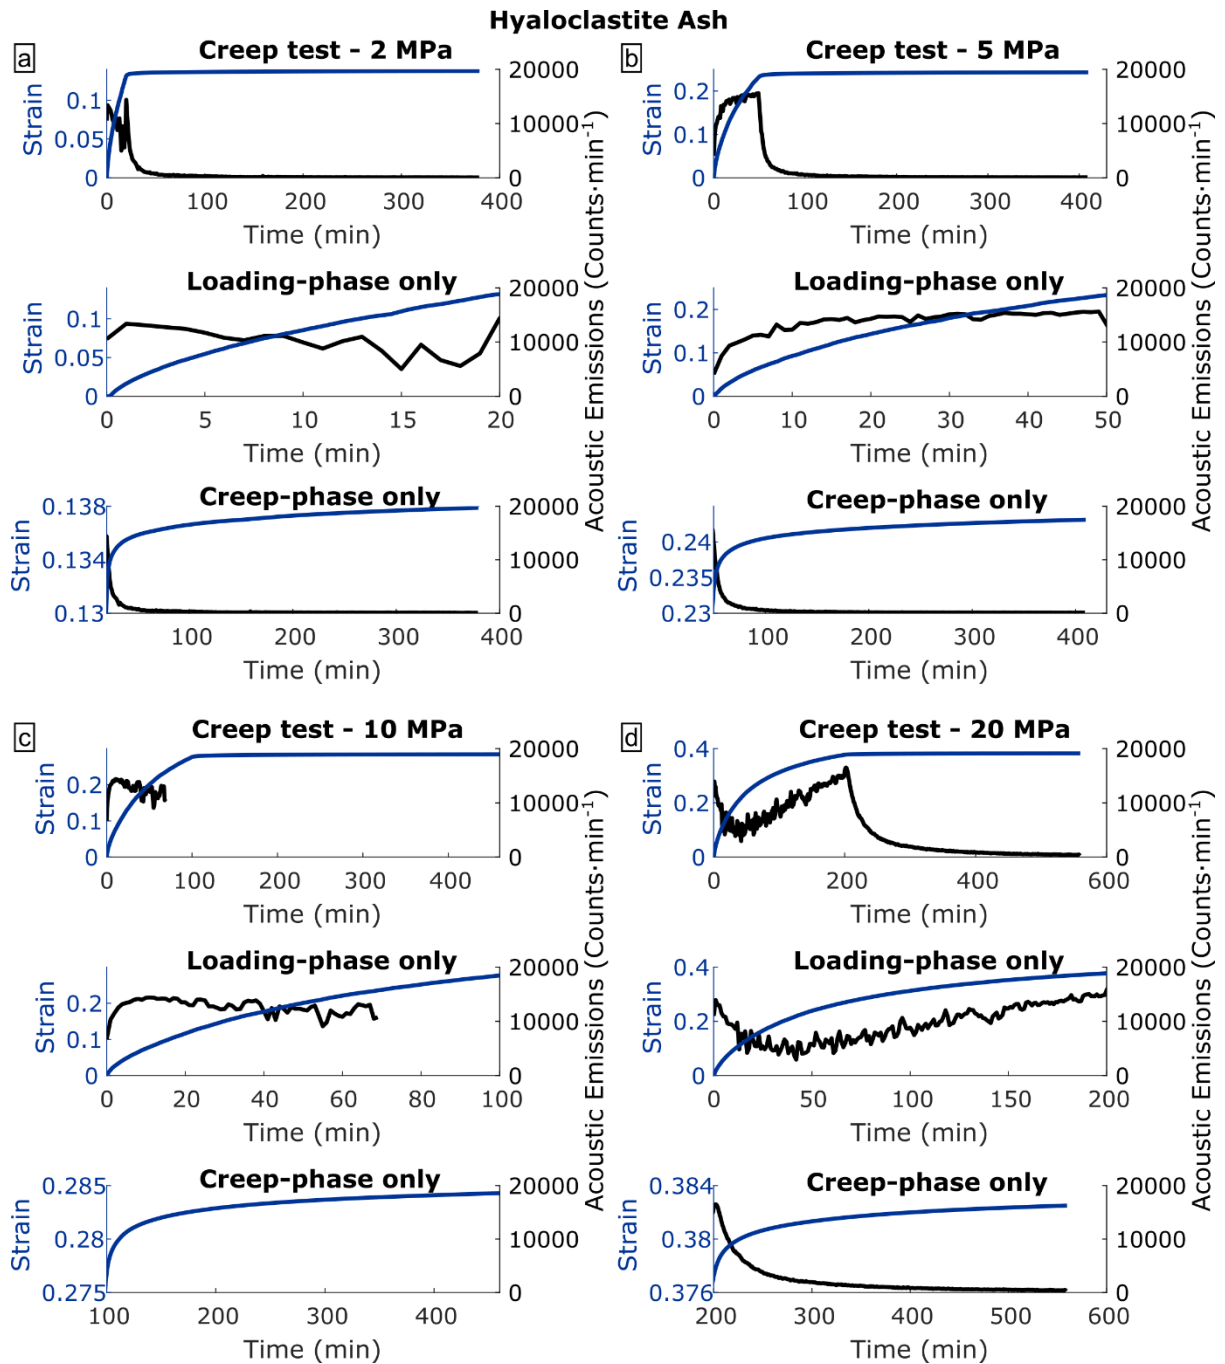 Hyaloclastite Ash
a
Creep test - 2 MPa
Strain
0.1
0.05
0
20000
10000
0
0 100 200 300 400
Time (min)
Loading-phase only
Strain
0.1
0.05
0
20000
10000
0
0 5 10 15 20
Time (min)
Creep-phase only
Strain
0.138
0.134
0.13
20000
10000
0
100 200 300 400
Time (min)
Acoustic Emissions (Counts·min⁻¹)
b
Creep test - 5 MPa
Strain
0.2
0.1
0
20000
10000
0
0 100 200 300 400
Time (min)
Loading-phase only
Strain
0.2
0.1
0
20000
10000
0
0 10 20 30 40 50
Time (min)
Creep-phase only
Strain
0.24
0.235
0.23
20000
10000
0
100 200 300 400
Time (min)
Acoustic Emissions (Counts·min⁻¹)
c
Creep test - 10 MPa
Strain
0.2
0.1
0
20000
10000
0
0 100 200 300 400
Time (min)
Loading-phase only
Strain
0.2
0.1
0
20000
10000
0
0 20 40 60 80 100
Time (min)
Creep-phase only
Strain
0.285
0.28
0.275
20000
10000
0
100 200 300 400
Time (min)
Acoustic Emissions (Counts·min⁻¹)
d
Creep test - 20 MPa
Strain
0.4
0.2
0
20000
10000
0
0 200 400 600
Time (min)
Loading-phase only
Strain
0.4
0.2
0
20000
10000
0
0 50 100 150 200
Time (min)
Creep-phase only
Strain
0.384
0.38
0.376
20000
10000
0
200 300 400 500 600
Time (min)
Acoustic Emissions (Counts·min⁻¹)